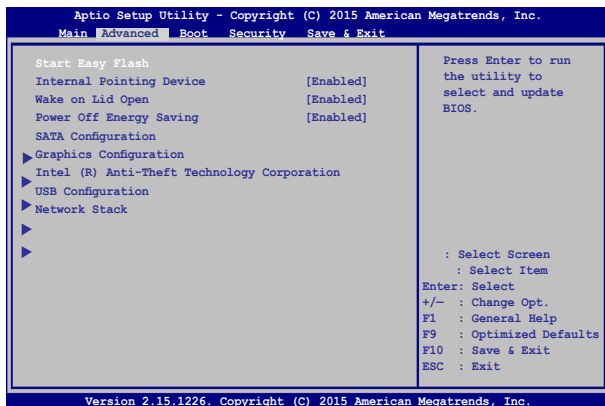 Aptio Setup Utility - Copyright (C) 2015 American Megatrends, Inc.
Main Advanced Boot Security Save & Exit
Start Easy Flash
Internal Pointing Device [Enabled]
Wake on Lid Open [Enabled]
Power Off Energy Saving [Enabled]
SATA Configuration
Graphics Configuration
Intel (R) Anti-Theft Technology Corporation
USB Configuration
Network Stack
Press Enter to run
the utility to
select and update
BIOS.
: Select Screen
: Select Item
Enter: Select
+/— : Change Opt.
F1 : General Help
F9 : Optimized Defaults
F10 : Save & Exit
ESC : Exit
Version 2.15.1226. Copyright (C) 2015 American Megatrends, Inc.